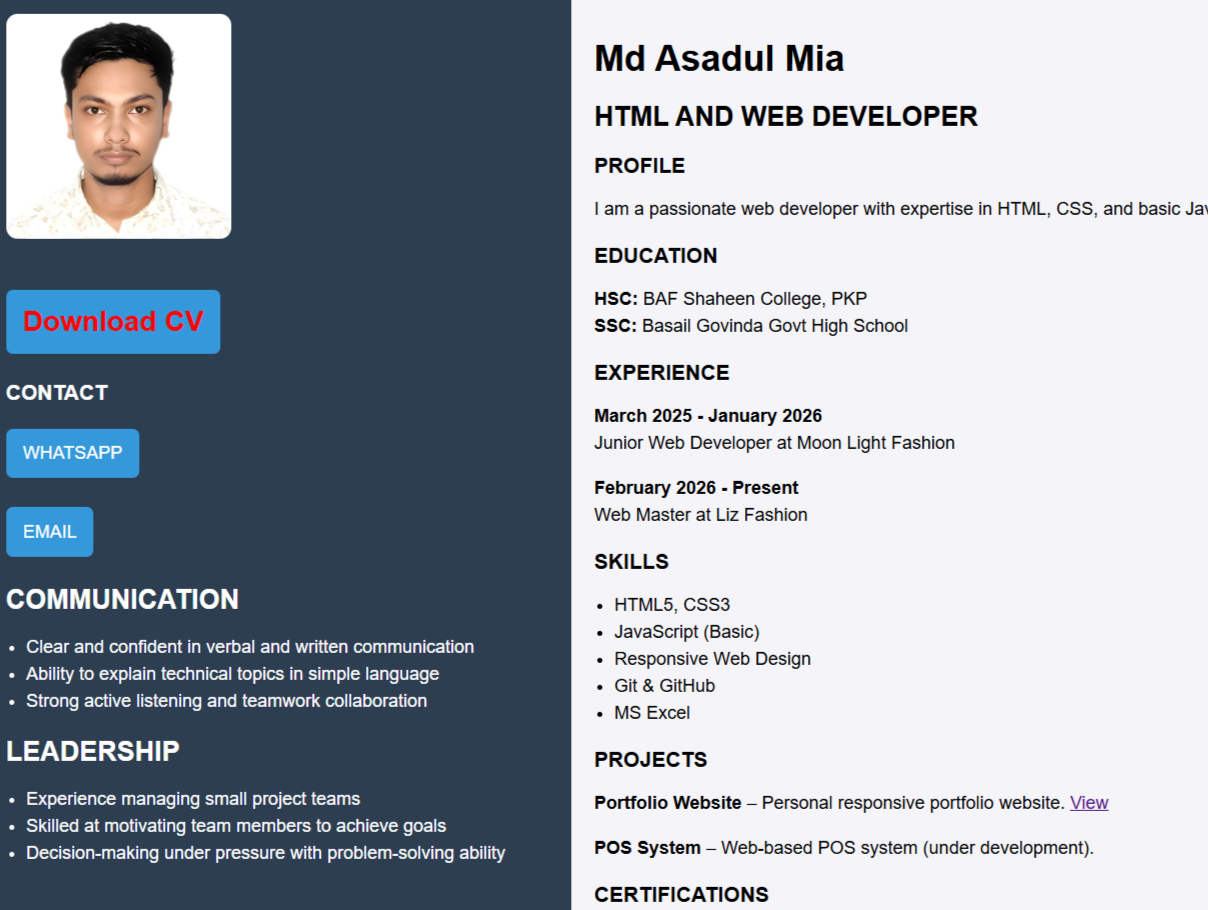 Download CV
CONTACT
WHATSAPP
EMAIL
COMMUNICATION
• Clear and confident in verbal and written communication
• Ability to explain technical topics in simple language
• Strong active listening and teamwork collaboration
LEADERSHIP
• Experience managing small project teams
• Skilled at motivating team members to achieve goals
• Decision-making under pressure with problem-solving ability
Md Asadul Mia
HTML AND WEB DEVELOPER
PROFILE
I am a passionate web developer with expertise in HTML, CSS, and basic
EDUCATION
HSC: BAF Shaheen College, PKP
SSC: Basail Govinda Govt High School
EXPERIENCE
March 2025 - January 2026
Junior Web Developer at Moon Light Fashion
February 2026 - Present
Web Master at Liz Fashion
SKILLS
• HTML5, CSS3
• JavaScript (Basic)
• Responsive Web Design
• Git & GitHub
• MS Excel
PROJECTS
Portfolio Website – Personal responsive portfolio website. View
POS System – Web-based POS system (under development).
CERTIFICATIONS